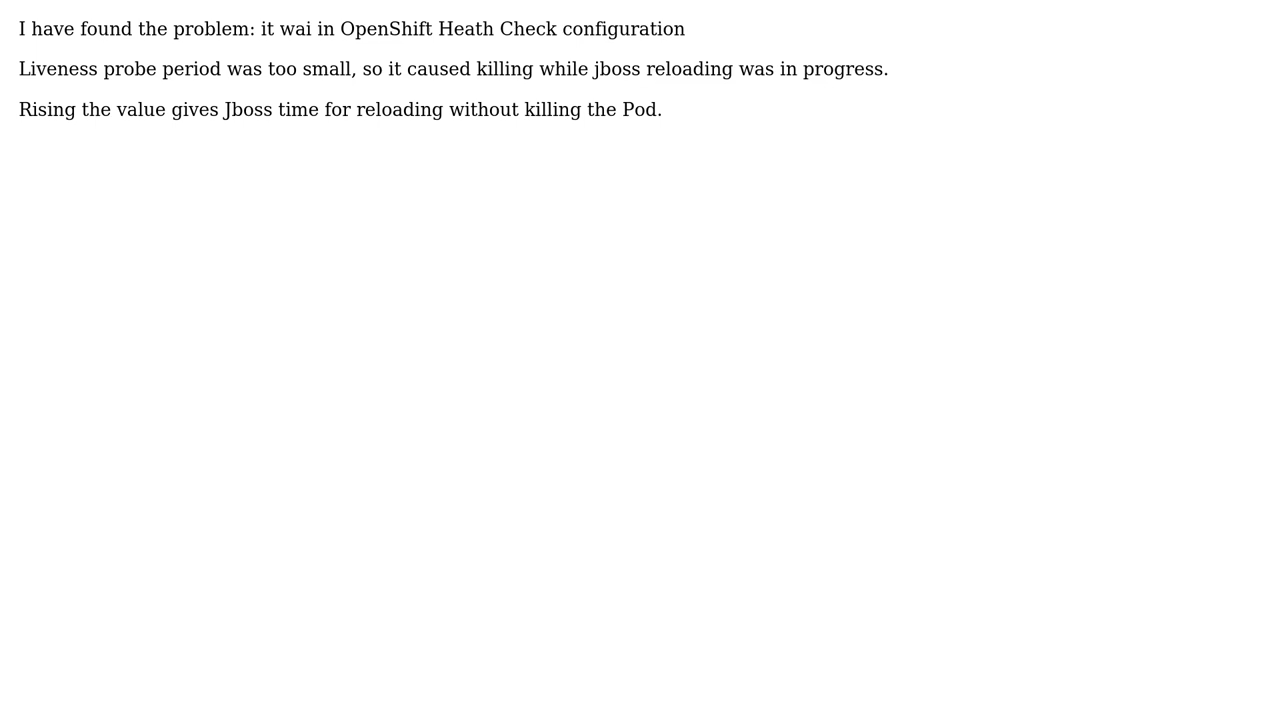 I have found the problem: it wai in OpenShift Heath Check configuration
Liveness probe period was too small, so it caused killing while jboss reloading was in progress.
Rising the value gives Jboss time for reloading without killing the Pod.